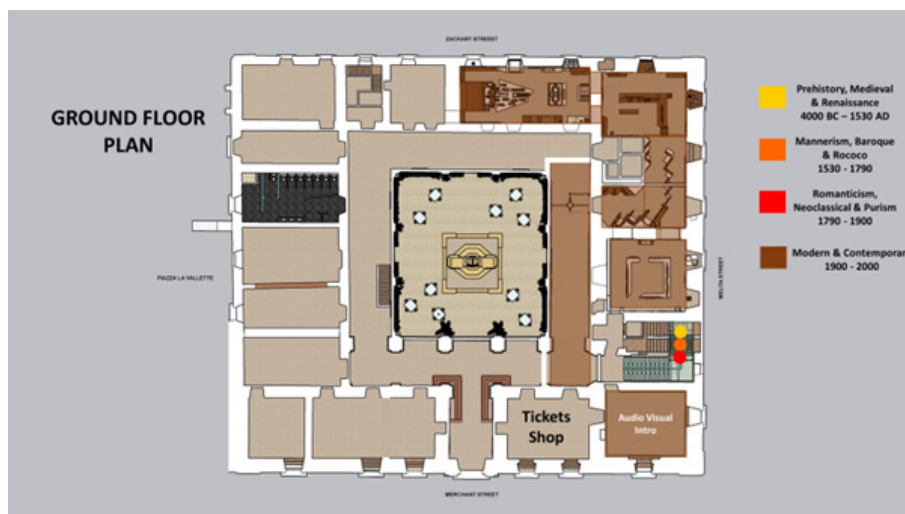 ZACHARY STREEET
GROUND FLOOR
PLAN
Prehistory, Medieval
& Renaissance
4000 BC – 1530 AD
Mannerism, Baroque
& Rococo
1530 - 1790
Romanticism,
Neoclassical & Purism
1790 - 1900
Modern & Contemporar
1900 - 2000
PIAZZA LA VALLETTE
MELITA STREET
Tickets
Shop
Audio Visual
Intro
MERCHANT STREET